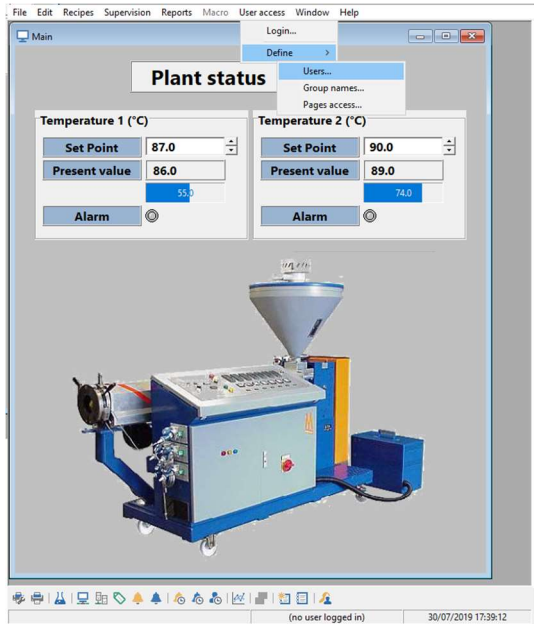 File Edit Recipes Supervision Reports Macro User access Window Help
Main
Login...
Define
Users...
Group names...
Pages access...
Plant status
Temperature 1 (°C)
Set Point 87.0
Present value 86.0
55.0
Alarm
Temperature 2 (°C)
Set Point 90.0
Present value 89.0
74.0
Alarm
(no user logged in) 30/07/2019 17:39:12